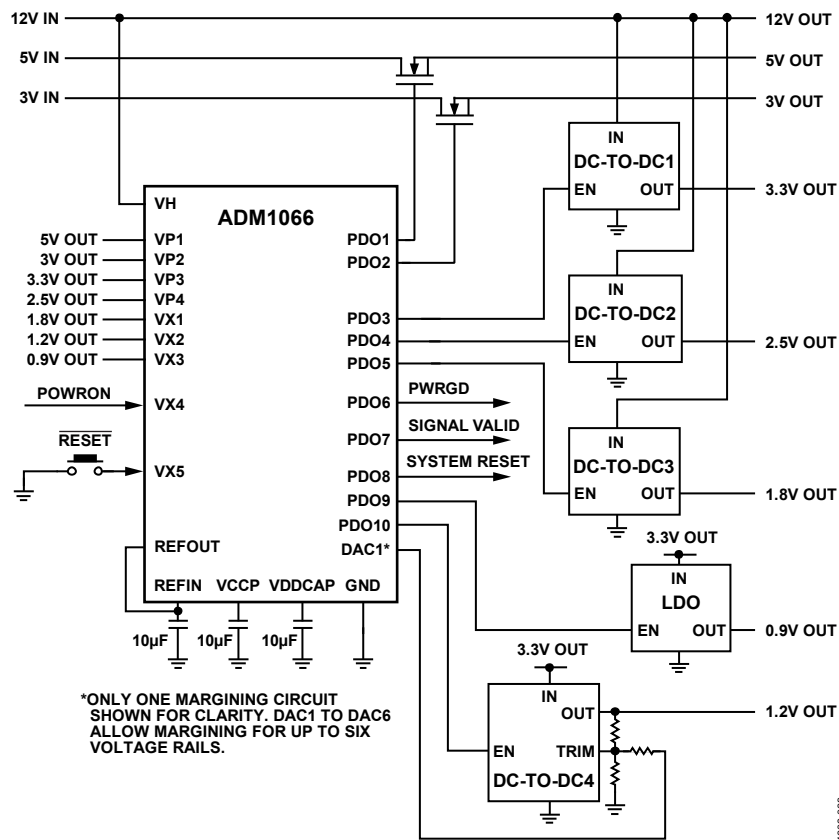 12V IN
12V OUT
5V IN
5V OUT
3V IN
3V OUT
IN
DC-TO-DC1
EN OUT
3.3V OUT
VH
ADM1066
5V OUT VP1
3V OUT VP2
3.3V OUT VP3
2.5V OUT VP4
1.8V OUT VX1
1.2V OUT VX2
0.9V OUT VX3
POWRON
VX4
RESET
VX5
REFOUT
REFIN VCCP VDDCAP GND
PDO1
PDO2
PDO3
PDO4
PDO5
PDO6
PWRGD
PDO7
SIGNAL VALID
PDO8
SYSTEM RESET
PDO9
PDO10
DAC1*
IN
DC-TO-DC2
EN OUT
2.5V OUT
IN
DC-TO-DC3
EN OUT
1.8V OUT
3.3V OUT
IN
LDO
EN OUT
0.9V OUT
10µF 10µF 10µF
3.3V OUT
IN
OUT
1.2V OUT
EN TRIM
DC-TO-DC4
*ONLY ONE MARGINING CIRCUIT
SHOWN FOR CLARITY. DAC1 TO DAC6
ALLOW MARGINING FOR UP TO SIX
VOLTAGE RAILS.